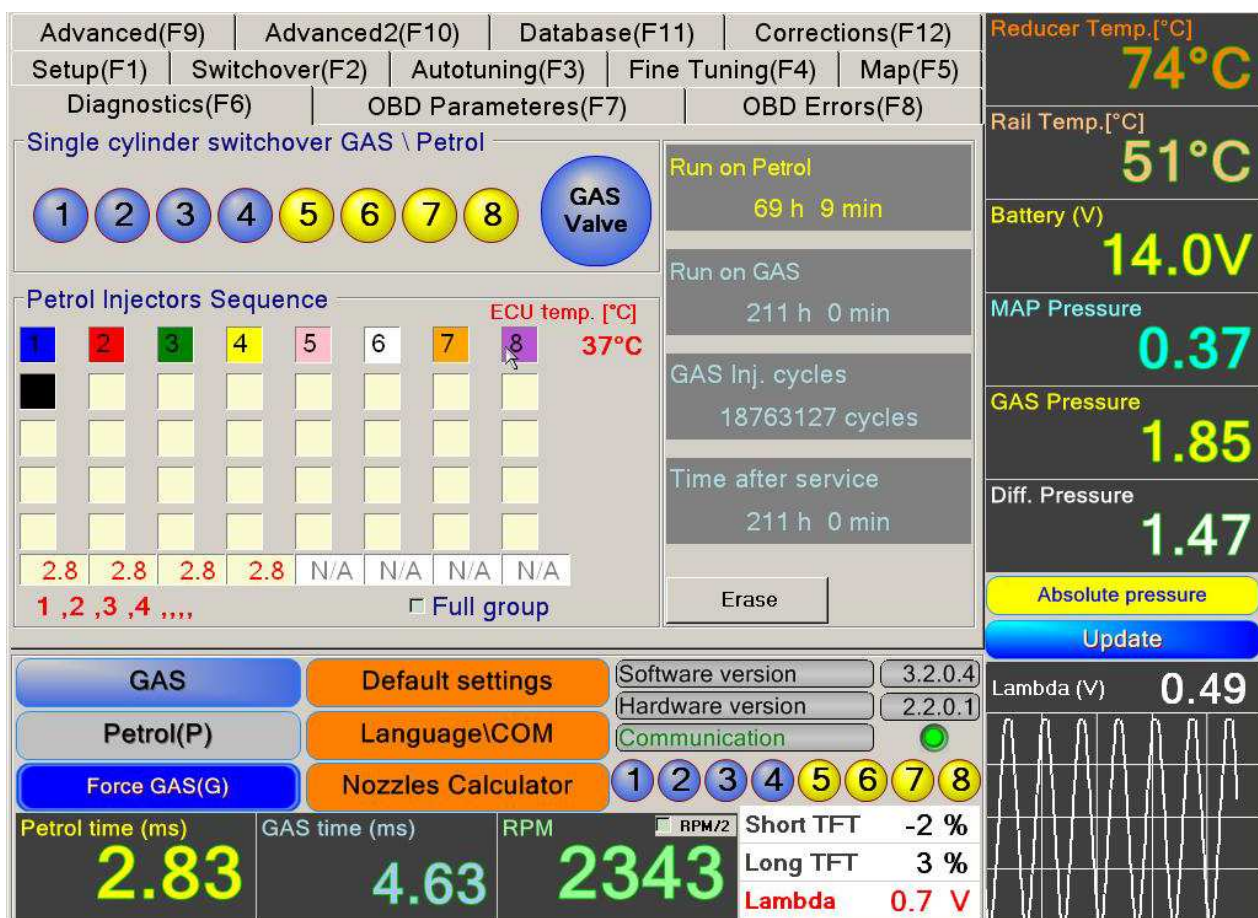 Advanced(F9) Advanced2(F10) Database(F11) Corrections(F12)
Setup(F1) Switchover(F2) Autotuning(F3) Fine Tuning(F4) Map(F5)
Diagnostics(F6) OBD Parameteres(F7) OBD Errors(F8)
Single cylinder switchover GAS \ Petrol
1 2 3 4 5 6 7 8
GAS
Valve
Petrol Injectors Sequence
ECU temp. [°C]
1 2 3 4 5 6 7 8 37°C
2.8 2.8 2.8 2.8 N/A N/A N/A N/A
1 ,2 ,3 ,4 ,,,,
Full group
Run on Petrol
69 h 9 min
Run on GAS
211 h 0 min
GAS Inj. cycles
18763127 cycles
Time after service
211 h 0 min
Erase
Reducer Temp.[°C]
74°C
Rail Temp.[°C]
51°C
Battery (V)
14.0V
MAP Pressure
0.37
GAS Pressure
1.85
Diff. Pressure
1.47
Absolute pressure
Update
Lambda (V) 0.49
GAS
Petrol(P)
Force GAS(G)
Default settings
Language\COM
Nozzles Calculator
Software version 3.2.0.4
Hardware version 2.2.0.1
Communication
1 2 3 4 5 6 7 8
Petrol time (ms)
2.83
GAS time (ms)
4.63
RPM RPM/2
2343
Short TFT -2 %
Long TFT 3 %
Lambda 0.7 V